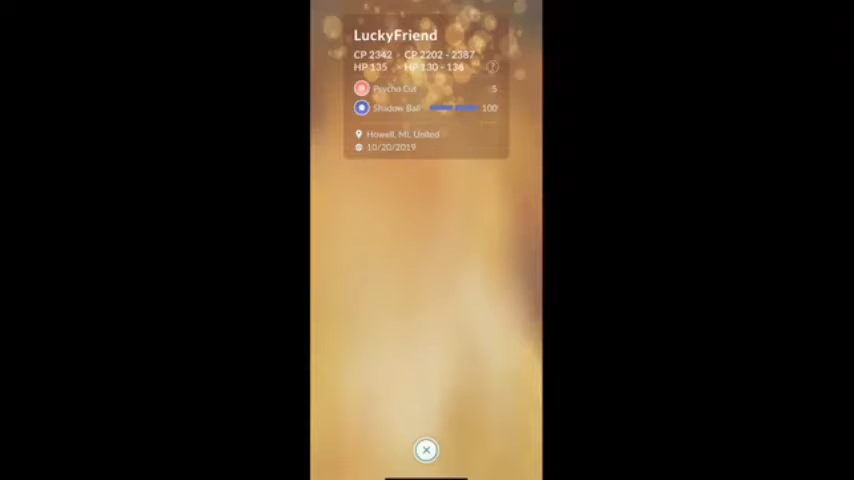 LuckyFriend
CP 2342 - CP 2202 - 2387
HP 135 - HP 130 - 136 ?
Psycho Cut 5
Shadow Ball 100
Howell, MI, United
10/20/2019